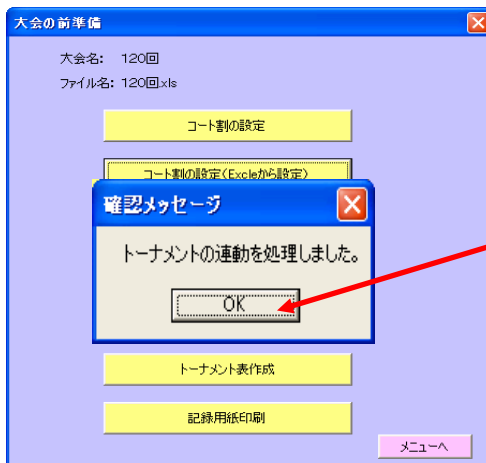 大会の前準備
大会名: 120回
ファイル名: 120回.xls
コート割の設定
コート割の設定(Excleから設定)
確認メッセージ
トーナメントの連動を処理しました。
OK
トーナメント表作成
記録用紙印刷
メニューへ